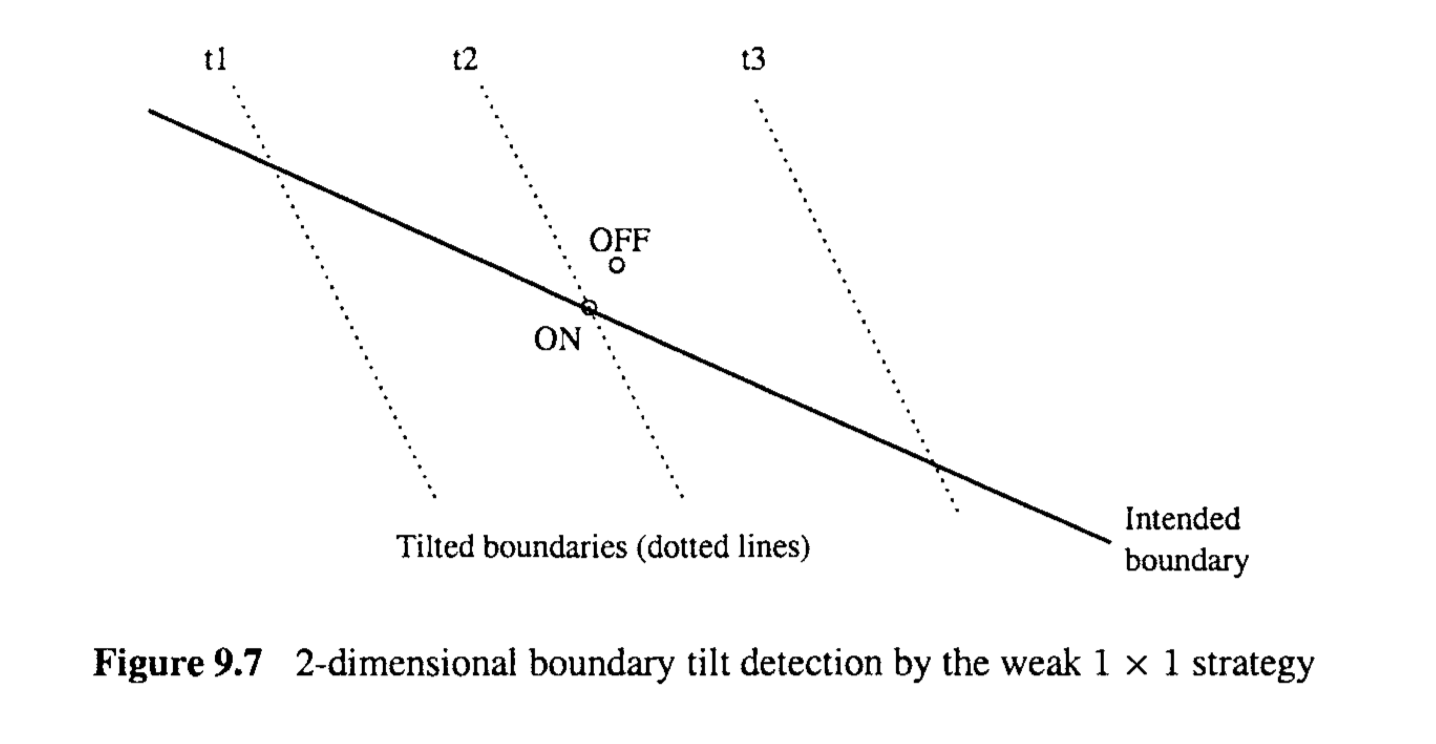 t1 t2 t3
OFF
ON
Intended
boundary
Tilted boundaries (dotted lines)
Figure 9.7 2-dimensional boundary tilt detection by the weak 1 × 1 strategy